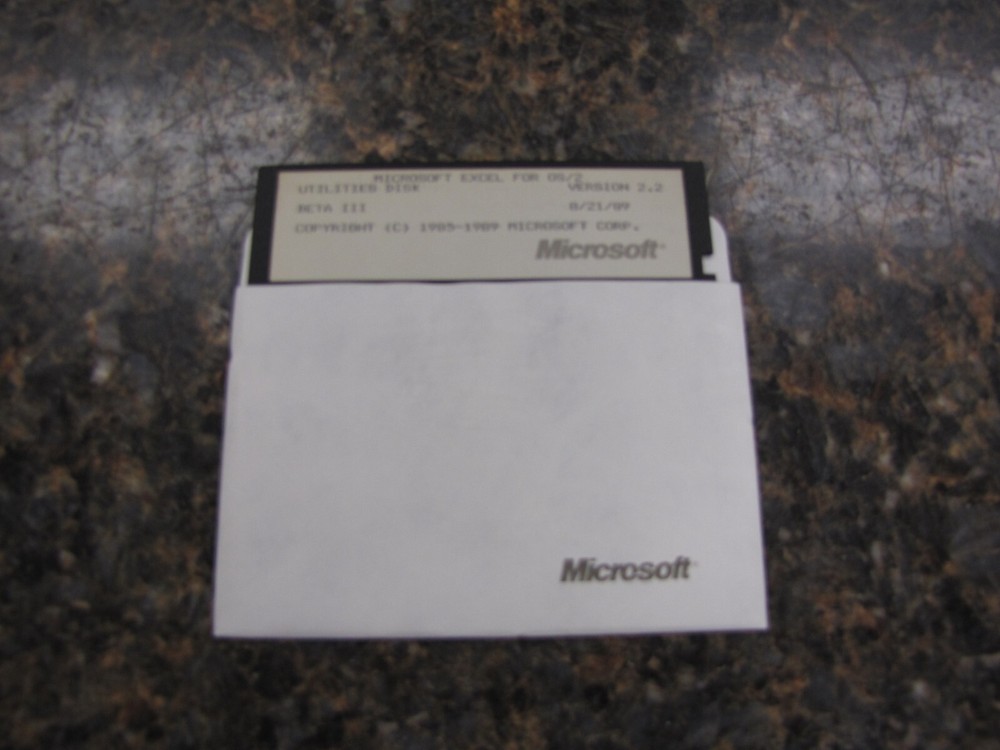 MICROSOFT EXCEL FOR OS/2
UTILITIES DISK VERSION 2.2
BETA III 8/21/89
COPYRIGHT (C) 1985-1989 MICROSOFT CORP.
Microsoft
Microsoft